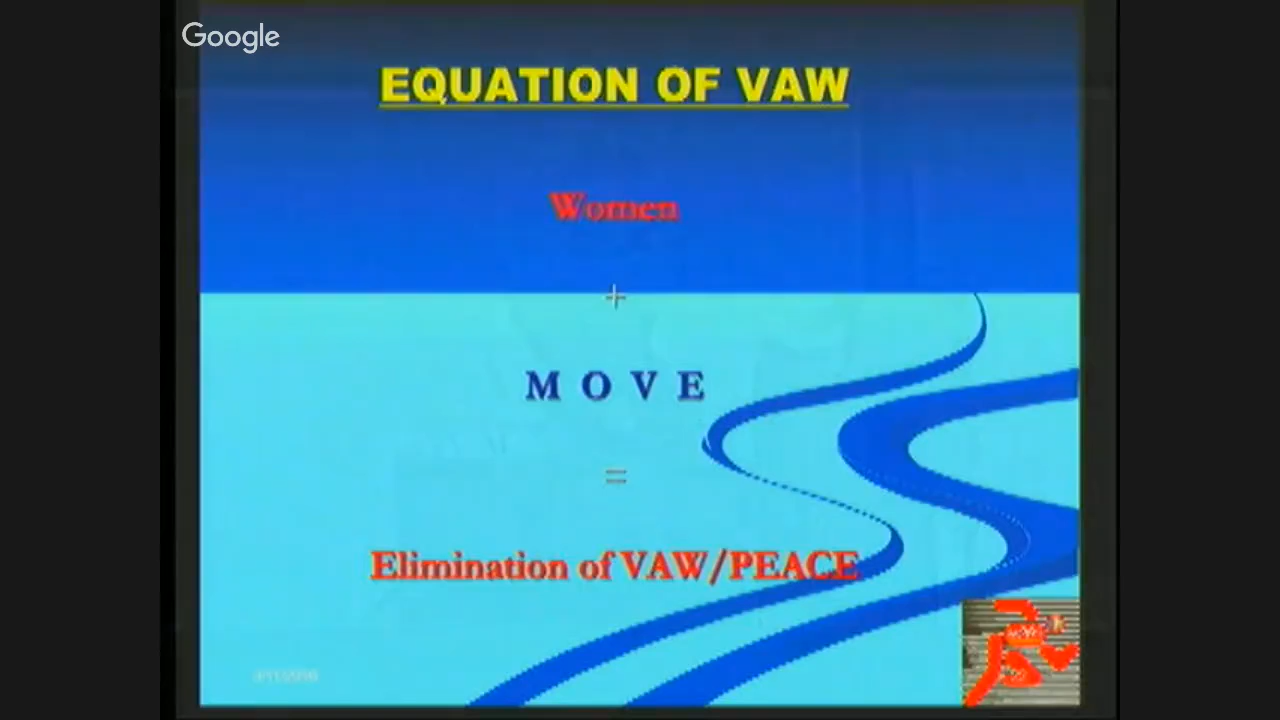 Google
EQUATION OF VAW
Women
+
M O V E
=
Elimination of VAW/PEACE